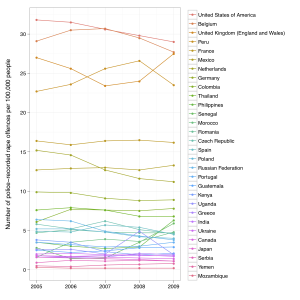 Number of police-recorded rape offences per 100,000 people
30
25
20
15
10
5
0
2005
2006
2007
2008
2009
United States of America
Belgium
United Kingdom (England and Wales)
Peru
France
Mexico
Netherlands
Germany
Colombia
Thailand
Philippines
Senegal
Morocco
Romania
Czech Republic
Spain
Poland
Russian Federation
Portugal
Guatemala
Kenya
Uganda
Greece
India
Ukraine
Canada
Japan
Serbia
Yemen
Mozambique